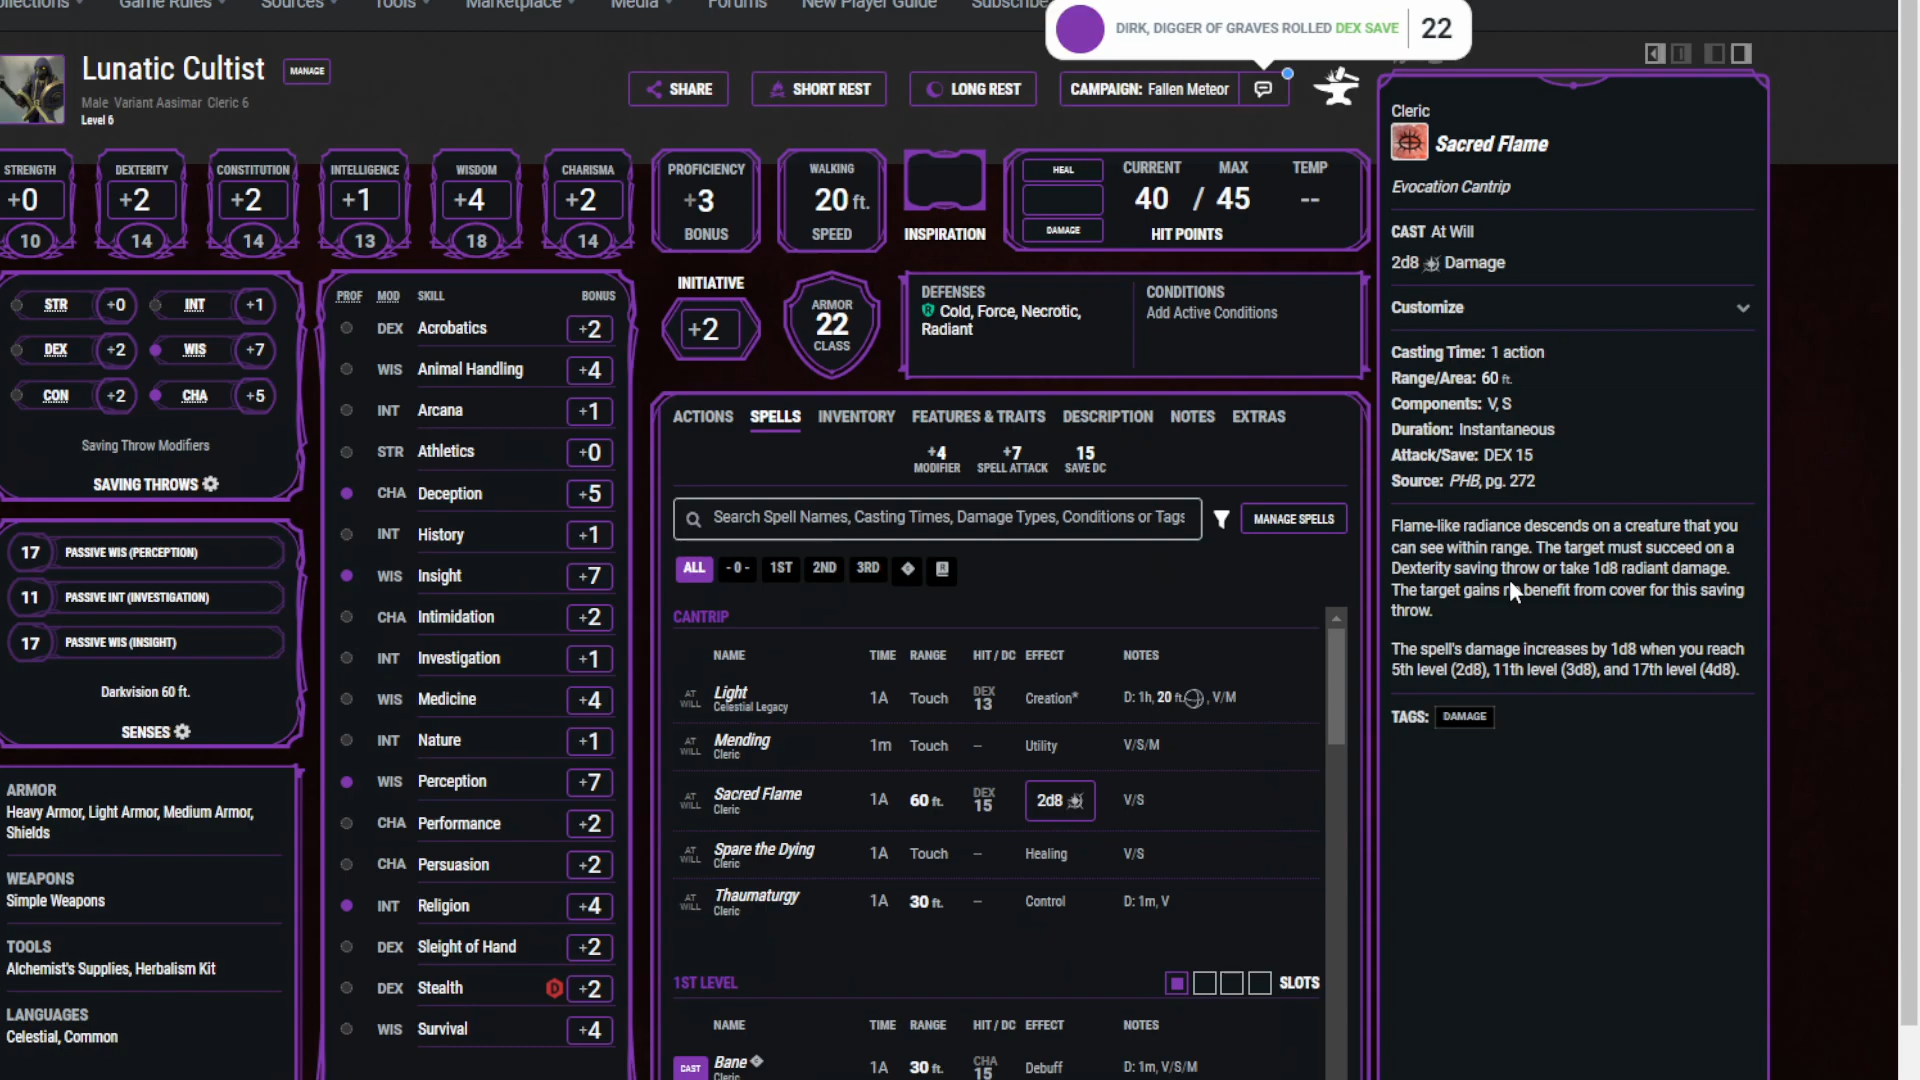 Game Rules
Sources
Tools
Marketplace
Media
Forums
New Player Guide
DIRK, DIGGER OF GRAVES ROLLED DEX SAVE 22
Lunatic Cultist MANAGE
Male Variant Aasimar Cleric 6
Level 6
SHARE
SHORT REST
LONG REST
CAMPAIGN: Fallen Meteor
STRENGTH
+0
10
DEXTERITY
+2
14
CONSTITUTION
+2
14
INTELLIGENCE
+1
13
WISDOM
+4
18
CHARISMA
+2
14
PROFICIENCY
+3
BONUS
WALKING
20 ft.
SPEED
INSPIRATION
HEAL
DAMAGE
CURRENT MAX TEMP
40 / 45 --
HIT POINTS
STR +0 INT +1
DEX +2 WIS +7
CON +2 CHA +5
Saving Throw Modifiers
SAVING THROWS
17 PASSIVE WIS (PERCEPTION)
11 PASSIVE INT (INVESTIGATION)
17 PASSIVE WIS (INSIGHT)
Darkvision 60 ft.
SENSES
ARMOR
Heavy Armor, Light Armor, Medium Armor,
Shields
WEAPONS
Simple Weapons
TOOLS
Alchemist's Supplies, Herbalism Kit
LANGUAGES
Celestial, Common
PROF MOD SKILL BONUS
DEX Acrobatics +2
WIS Animal Handling +4
INT Arcana +1
STR Athletics +0
CHA Deception +5
INT History +1
WIS Insight +7
CHA Intimidation +2
INT Investigation +1
WIS Medicine +4
INT Nature +1
WIS Perception +7
CHA Performance +2
CHA Persuasion +2
INT Religion +4
DEX Sleight of Hand +2
DEX Stealth D +2
WIS Survival +4
INITIATIVE
+2
ARMOR
22
CLASS
DEFENSES
R Cold, Force, Necrotic,
Radiant
CONDITIONS
Add Active Conditions
ACTIONS SPELLS INVENTORY FEATURES & TRAITS DESCRIPTION NOTES EXTRAS
+4 +7 15
MODIFIER SPELL ATTACK SAVE DC
Search Spell Names, Casting Times, Damage Types, Conditions or Tags
MANAGE SPELLS
ALL - 0 - 1ST 2ND 3RD R
CANTRIP
NAME TIME RANGE HIT / DC EFFECT NOTES
AT WILL Light 1A Touch DEX 13 Creation* D: 1h, 20 ft. , V/M
Celestial Legacy
AT WILL Mending 1m Touch -- Utility V/S/M
Cleric
AT WILL Sacred Flame 1A 60 ft. DEX 15 2d8 V/S
Cleric
AT WILL Spare the Dying 1A Touch -- Healing V/S
Cleric
AT WILL Thaumaturgy 1A 30 ft. -- Control D: 1m, V
Cleric
1ST LEVEL SLOTS
NAME TIME RANGE HIT / DC EFFECT NOTES
CAST Bane 1A 30 ft. CHA 15 Debuff D: 1m, V/S/M
Cleric
Cleric
Sacred Flame
Evocation Cantrip
CAST At Will
2d8 Damage
Customize
Casting Time: 1 action
Range/Area: 60 ft.
Components: V, S
Duration: Instantaneous
Attack/Save: DEX 15
Source: PHB, pg. 272
Flame-like radiance descends on a creature that you
can see within range. The target must succeed on a
Dexterity saving throw or take 1d8 radiant damage.
The target gains no benefit from cover for this saving
throw.
The spell's damage increases by 1d8 when you reach
5th level (2d8), 11th level (3d8), and 17th level (4d8).
TAGS: DAMAGE